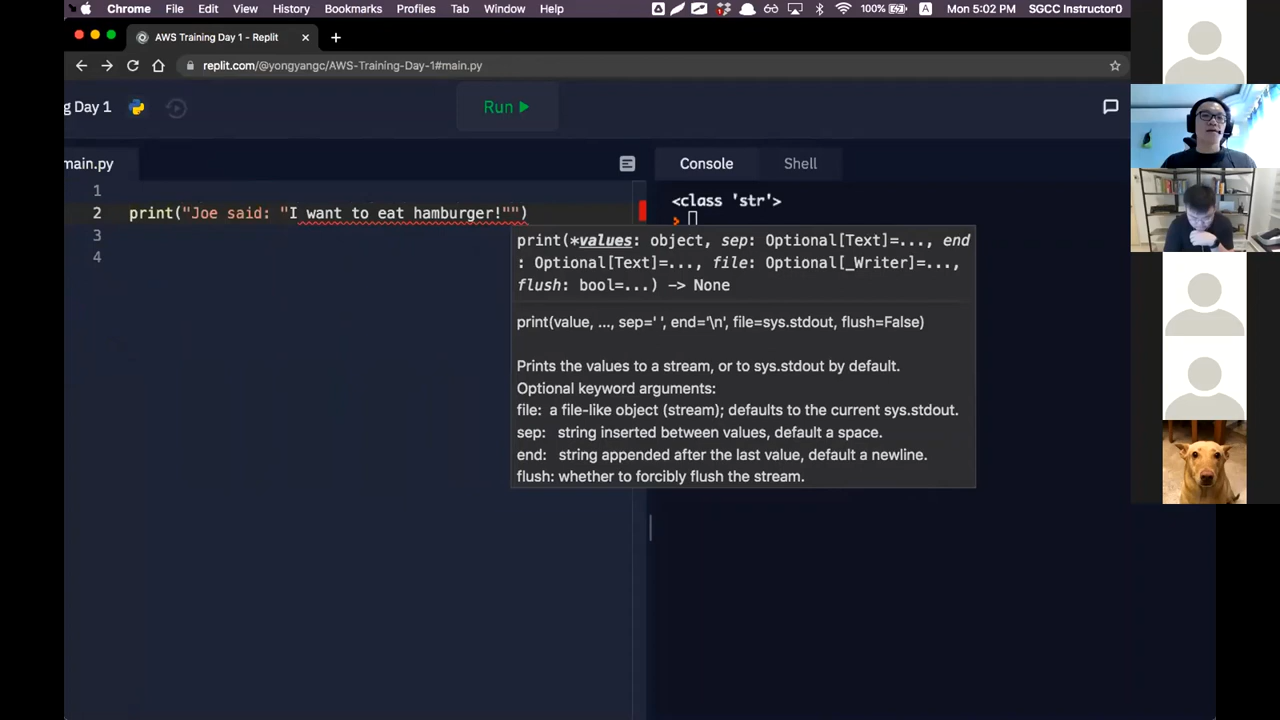 Chrome File Edit View History Bookmarks Profiles Tab Window Help 100% A Mon 5:02 PM SGCC Instructor0
AWS Training Day 1 - Replit
replit.com/@yongyangc/AWS-Training-Day-1#main.py
g Day 1
Run
main.py
Console Shell
1
2 print("Joe said: "I want to eat hamburger!"")
3
4
<class 'str'>
print(*values: object, sep: Optional[Text]=..., end
: Optional[Text]=..., file: Optional[_Writer]=...,
flush: bool=...) -> None
print(value, ..., sep=' ', end='\n', file=sys.stdout, flush=False)
Prints the values to a stream, or to sys.stdout by default.
Optional keyword arguments:
file: a file-like object (stream); defaults to the current sys.stdout.
sep: string inserted between values, default a space.
end: string appended after the last value, default a newline.
flush: whether to forcibly flush the stream.